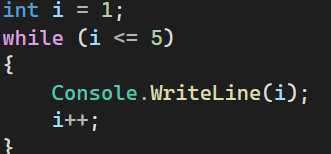 int i = 1;
while (i <= 5)
{
    Console.WriteLine(i);
    i++;
}